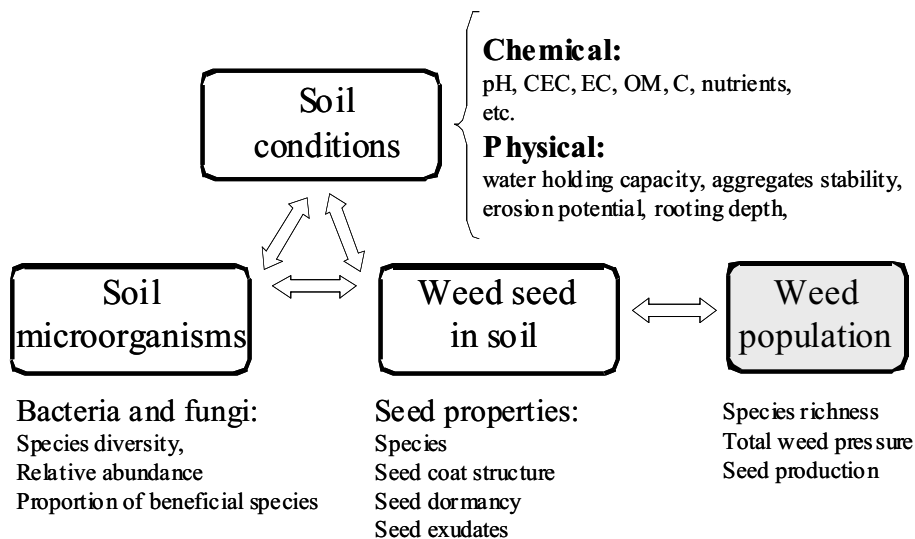 Soil
conditions
Chemical:
pH, CEC, EC, OM, C, nutrients,
etc.
Physical:
water holding capacity, aggregates stability,
erosion potential, rooting depth,
Soil
microorganisms
Weed seed
in soil
Weed
population
Bacteria and fungi:
Species diversity,
Relative abundance
Proportion of beneficial species
Seed properties:
Species
Seed coat structure
Seed dormancy
Seed exudates
Species richness
Total weed pressure
Seed production